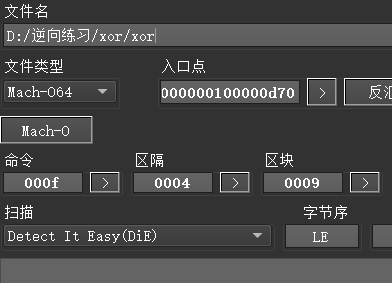 文件名
D:/逆向练习/xor/xor
文件类型 入口点
Mach-O64 000000100000d70 > 反汇
Mach-O
命令 区隔 区块
000f > 0004 > 0009 >
扫描 字节序
Detect It Easy(DiE) LE